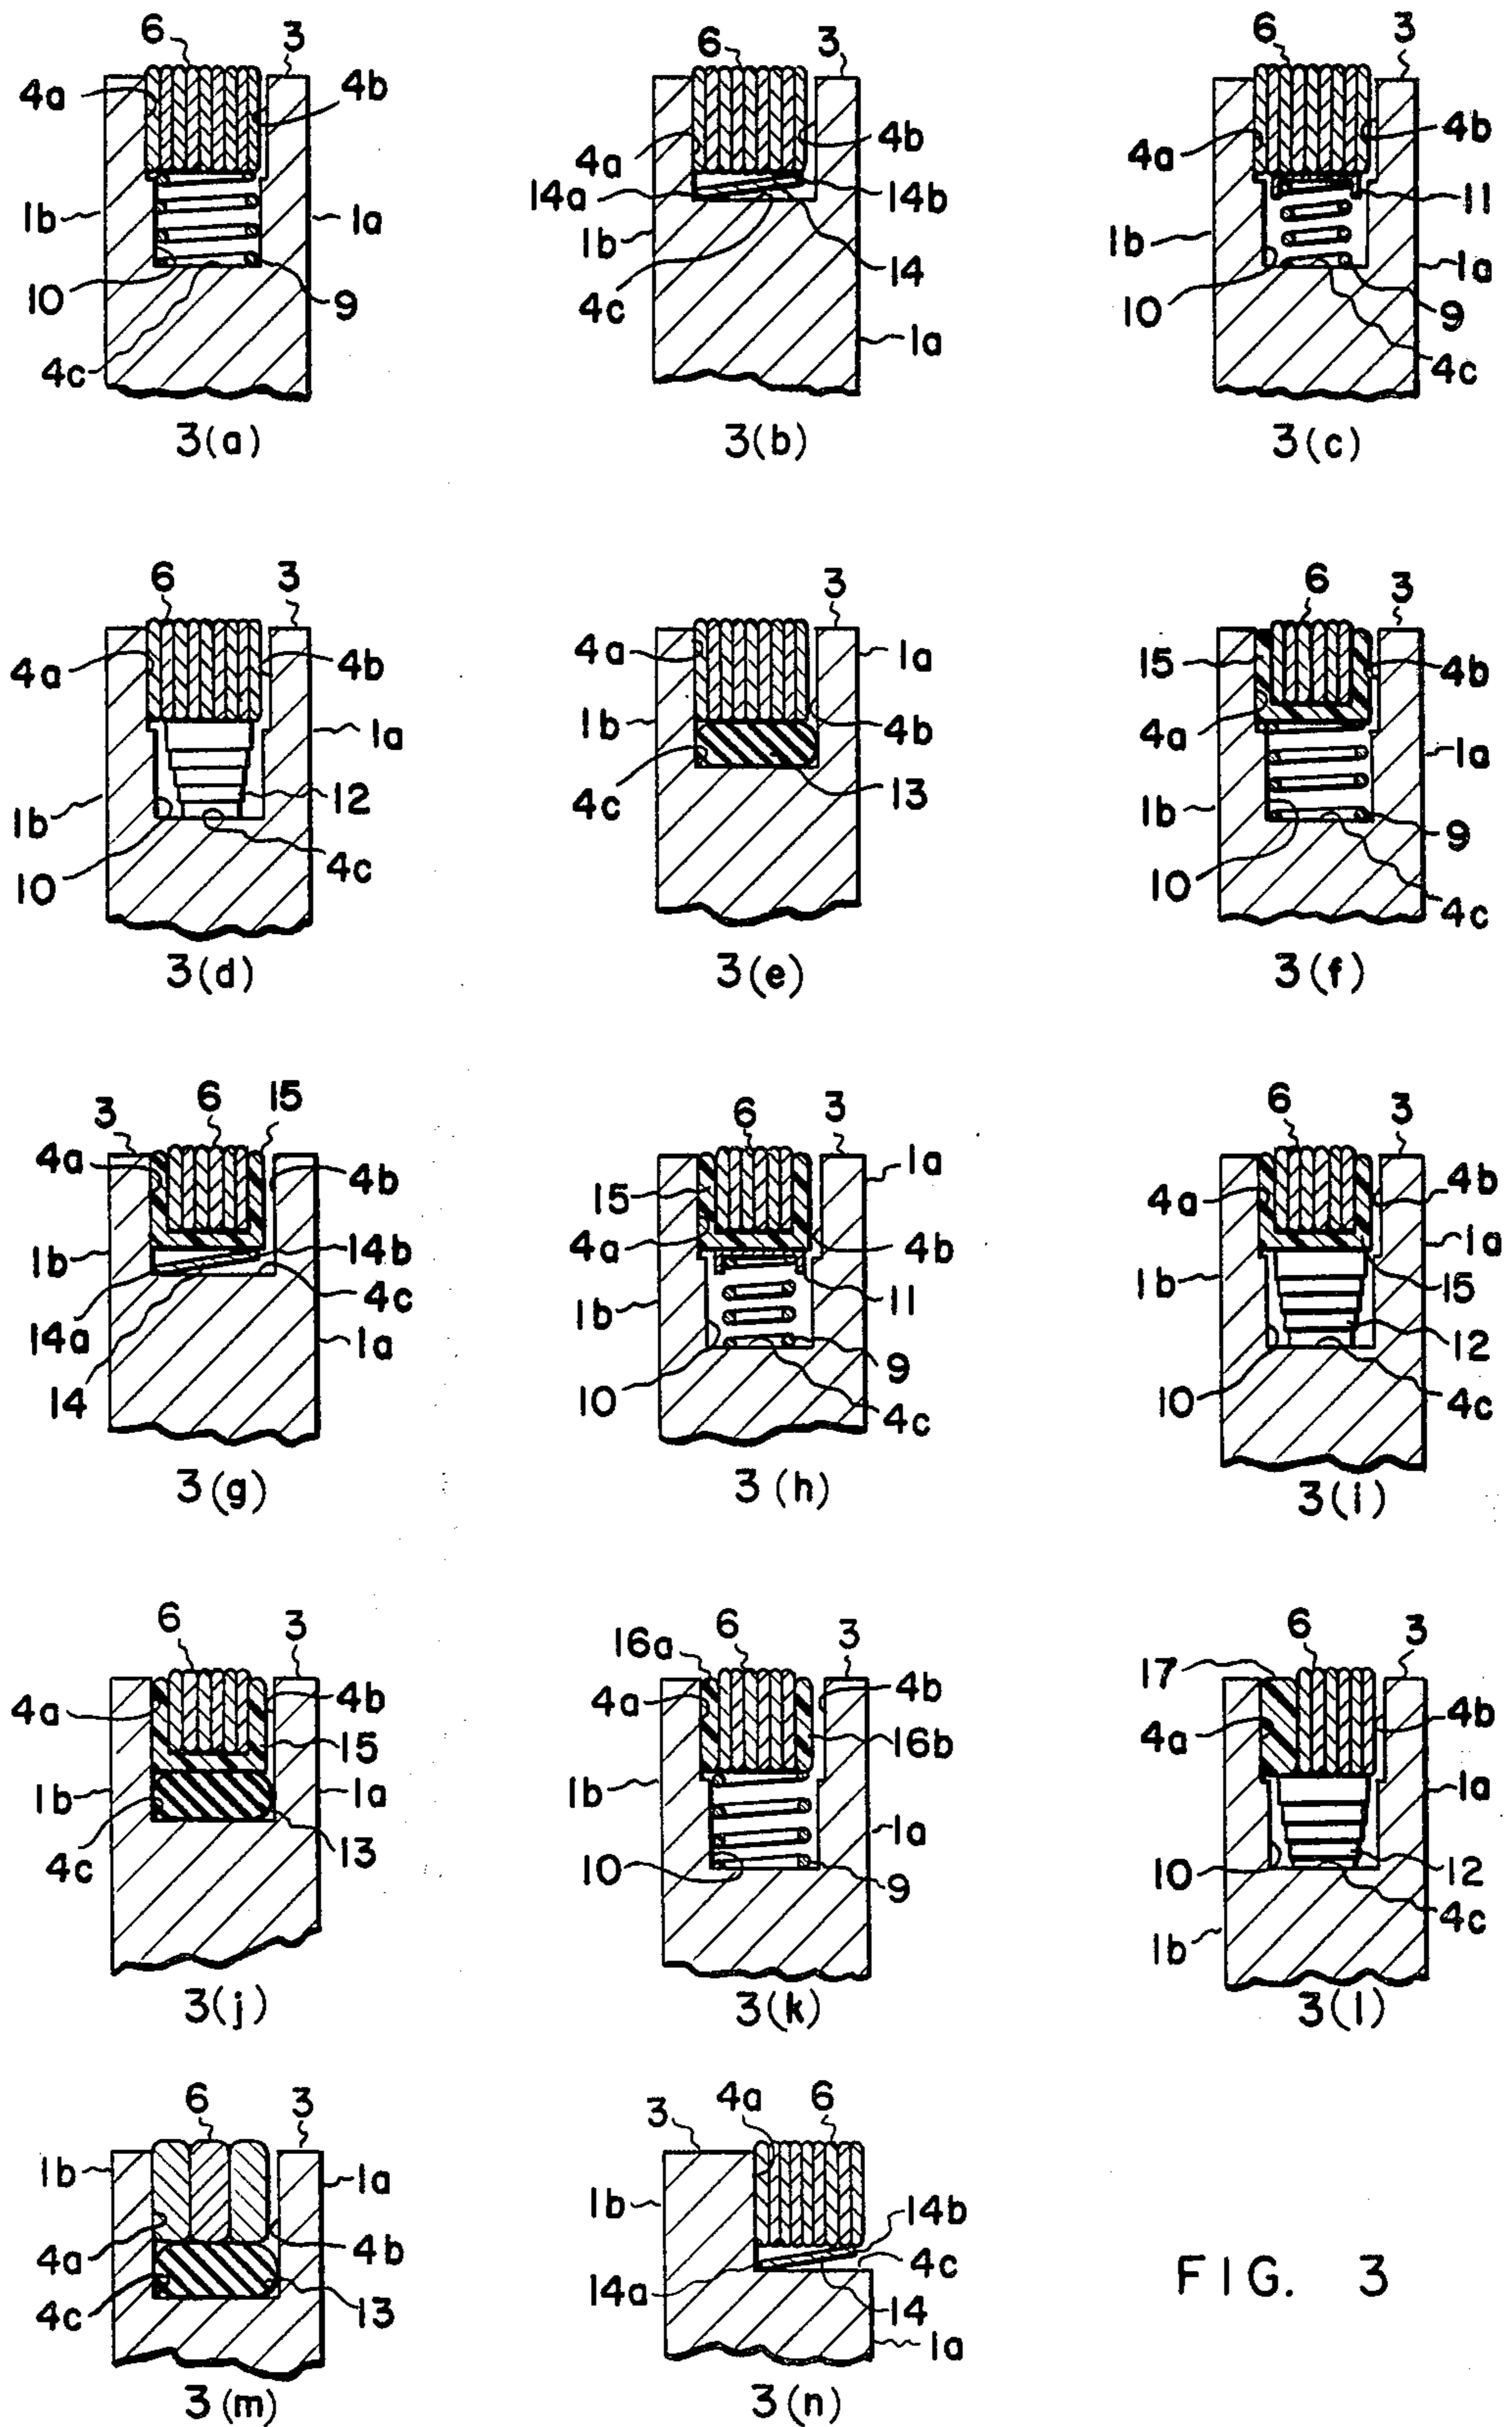 6 3
4a 4b
1b 1a
10 9
4c
3(a)
6 3
4a 4b
14a 14b
1b 14
4c 1a
3(b)
6 3
4a 4b
11
1b 1a
10 9
4c
3(c)
6 3
4a 4b
1a
12
1b
10 4c
3(d)
6 3
4a 1a
1b 4b
4c 13
3(e)
6 3
15 4b
4a 1a
1b 9
10 4c
3(f)
3 6 15
4a 4b
1b 14b
4c
14a 1a
14
3(g)
6 3
1a
15
4a 4b
1b 11
10 9
4c
3(h)
6 3
4a 4b
1a
1b 15
12
10 4c
3(i)
6 3
4a 4b
15
1b 1a
4c 13
3(j)
16a 6 3
4a 4b
16b
1b
1a
10 9
3(k)
6 3
17
4a 4b
1a
10 12
4c
1b
3(l)
6 3
1b 1a
4a 4b
4c 13
3(m)
4a 6
3
1b 14b
4c
14a 14
1a
3(n)
FIG. 3